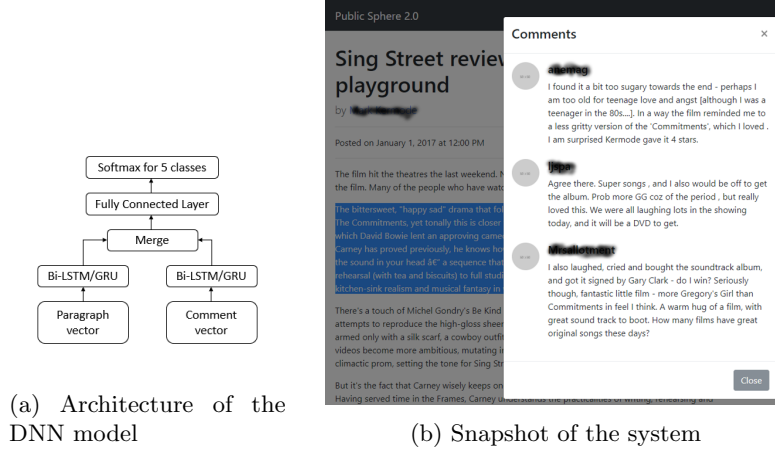 Softmax for 5 classes
Fully Connected Layer
Merge
Bi-LSTM/GRU
Bi-LSTM/GRU
Paragraph
vector
Comment
vector
(a) Architecture of the
DNN model
Public Sphere 2.0
Sing Street review
playground
by
Posted on January 1, 2017 at 12:00 PM
The film hit the theatres the last weekend.
the film. Many of the people who have
The bittersweet, "happy sad" drama that
The Commitments, yet tonally this is closer
which David Bowie lent an approving
Carney has proved previously, he knows
the sound in your head â€" a sequence that
rehearsal (with tea and biscuits) to full
kitchen-sink realism and musical fantasy in
There's a touch of Michel Gondry's Be Kind
attempts to reproduce the high-gloss
armed only with a silk scarf, a cowboy
videos become more ambitious, mutating
climactic prom, setting the tone for Sing
But it's the fact that Carney wisely keeps
Having served time in the Frames, Carney understands the practicalities of writing, rehearsing and
Comments
×
I found it a bit too sugary towards the end - perhaps I
am too old for teenage love and angst [although I was a
teenager in the 80s....]. In a way the film reminded me to
a less gritty version of the 'Commitments', which I loved .
I am surprised Kermode gave it 4 stars.
Agree there. Super songs , and I also would be off to get
the album. Prob more GG coz of the period , but really
loved this. We were all laughing lots in the showing
today, and it will be a DVD to get.
I also laughed, cried and bought the soundtrack album,
and got it signed by Gary Clark - do I win? Seriously
though, fantastic little film - more Gregory's Girl than
Commitments in feel I think. A warm hug of a film, with
great sound track to boot. How many films have great
original songs these days?
Close
(b) Snapshot of the system